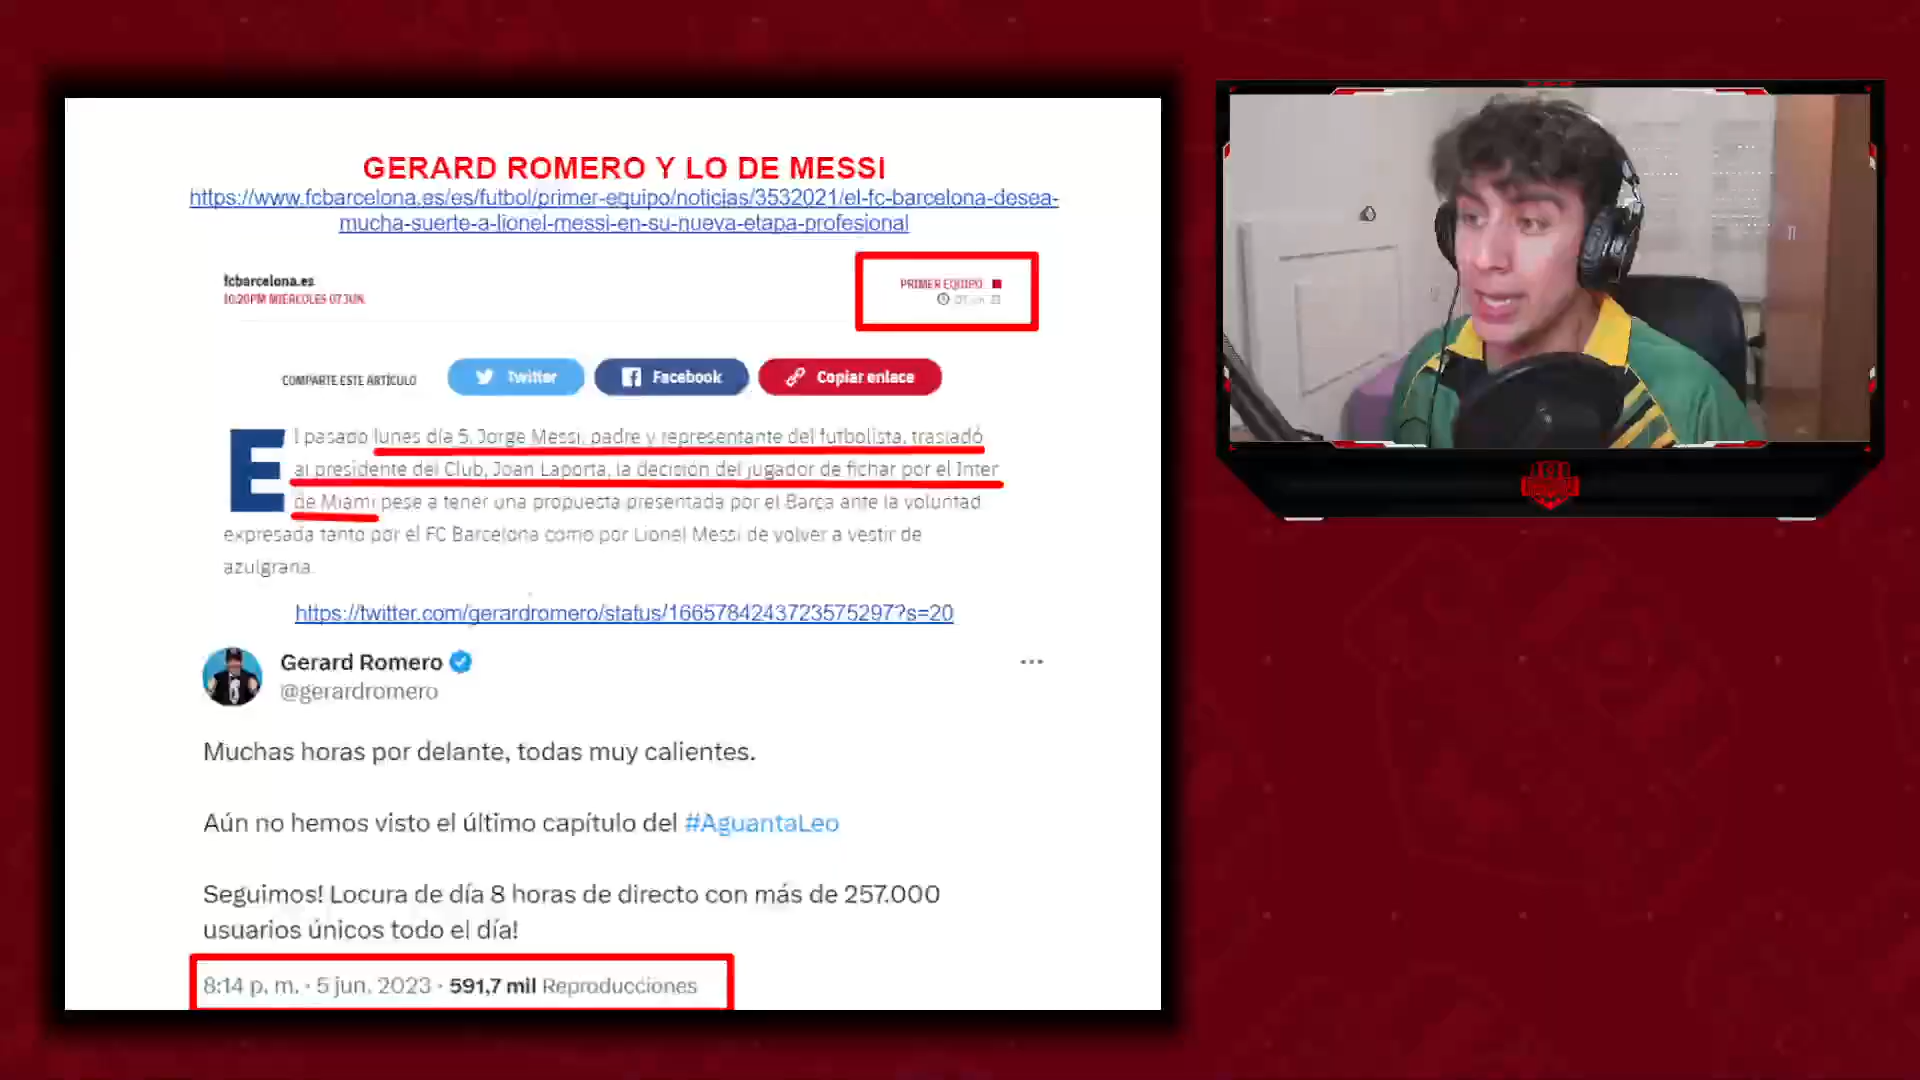 GERARD ROMERO Y LO DE MESSI
https://www.fcbarcelona.es/es/futbol/primer-equipo/noticias/3532021/el-fc-barcelona-desea-
mucha-suerte-a-lionel-messi-en-su-nueva-etapa-profesional
fcbarcelona.es
10:20PM MIÉRCOLES 07 JUN.
PRIMER EQUIPO
COMPARTE ESTE ARTÍCULO
Twitter
Facebook
Copiar enlace
El pasado lunes día 5, Jorge Messi, padre y representante del futbolista, trasladó
al presidente del Club, Joan Laporta, la decisión del jugador de fichar por el Inter
de Miami pese a tener una propuesta presentada por el Barça ante la voluntad
expresada tanto por el FC Barcelona como por Lionel Messi de volver a vestir de
azulgrana.
https://twitter.com/gerardromero/status/1665784243723575297?s=20
Gerard Romero
@gerardromero
Muchas horas por delante, todas muy calientes.
Aún no hemos visto el último capítulo del #AguantaLeo
Seguimos! Locura de día 8 horas de directo con más de 257.000
usuarios únicos todo el día!
8:14 p. m. · 5 jun. 2023 · 591,7 mil Reproducciones